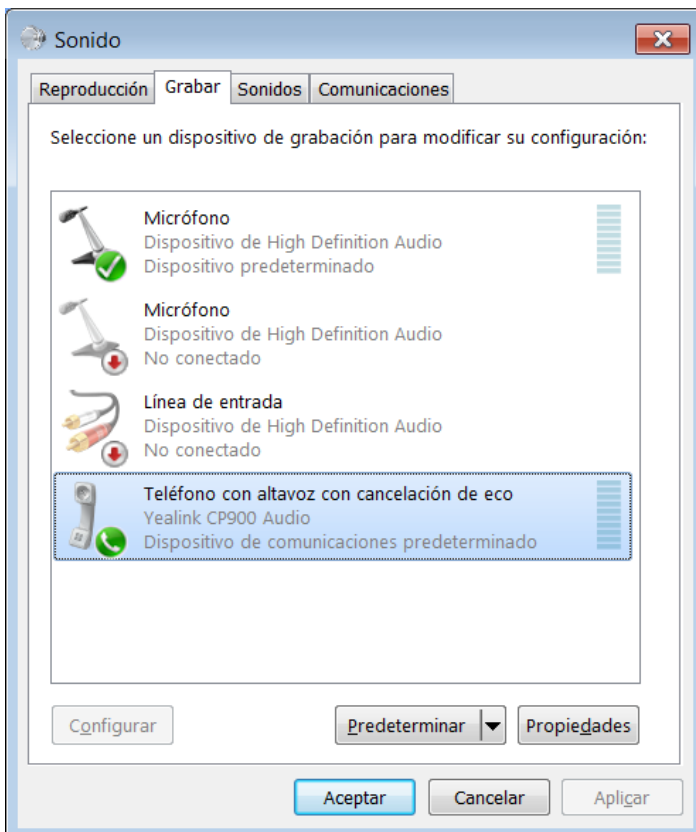 Sonido
Reproducción Grabar Sonidos Comunicaciones
Seleccione un dispositivo de grabación para modificar su configuración:
Micrófono
Dispositivo de High Definition Audio
Dispositivo predeterminado
Micrófono
Dispositivo de High Definition Audio
No conectado
Línea de entrada
Dispositivo de High Definition Audio
No conectado
Teléfono con altavoz con cancelación de eco
Yealink CP900 Audio
Dispositivo de comunicaciones predeterminado
Configurar Predeterminar Propiedades
Aceptar Cancelar Aplicar